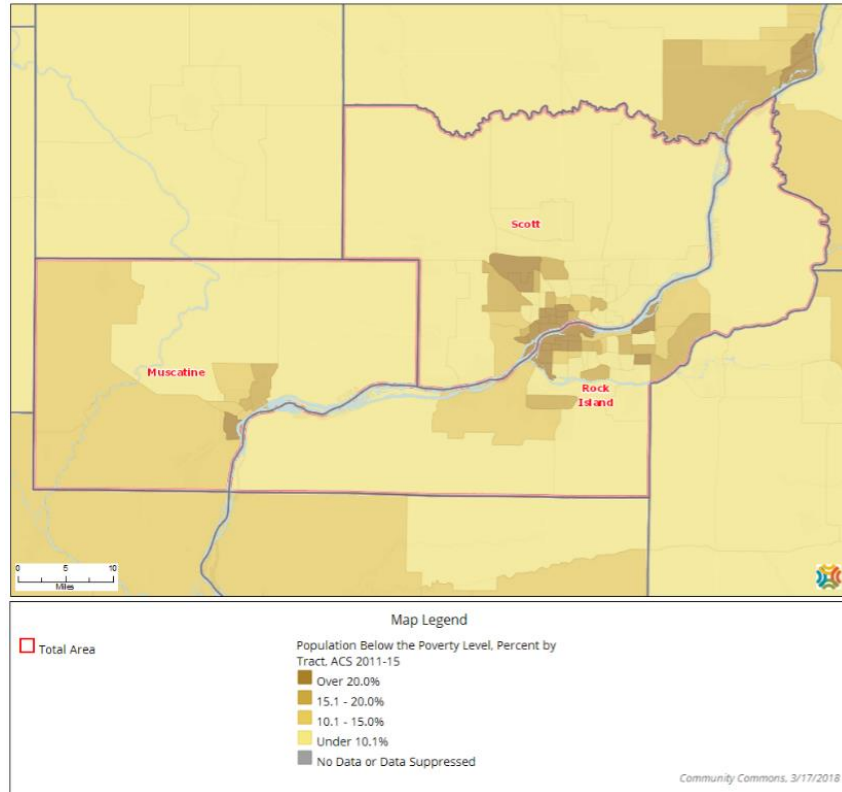 Scott
Muscatine
Rock
Island
0 5 10
Miles
Map Legend
Total Area
Population Below the Poverty Level, Percent by
Tract, ACS 2011-15
Over 20.0%
15.1 - 20.0%
10.1 - 15.0%
Under 10.1%
No Data or Data Suppressed
Community Commons, 3/17/2018